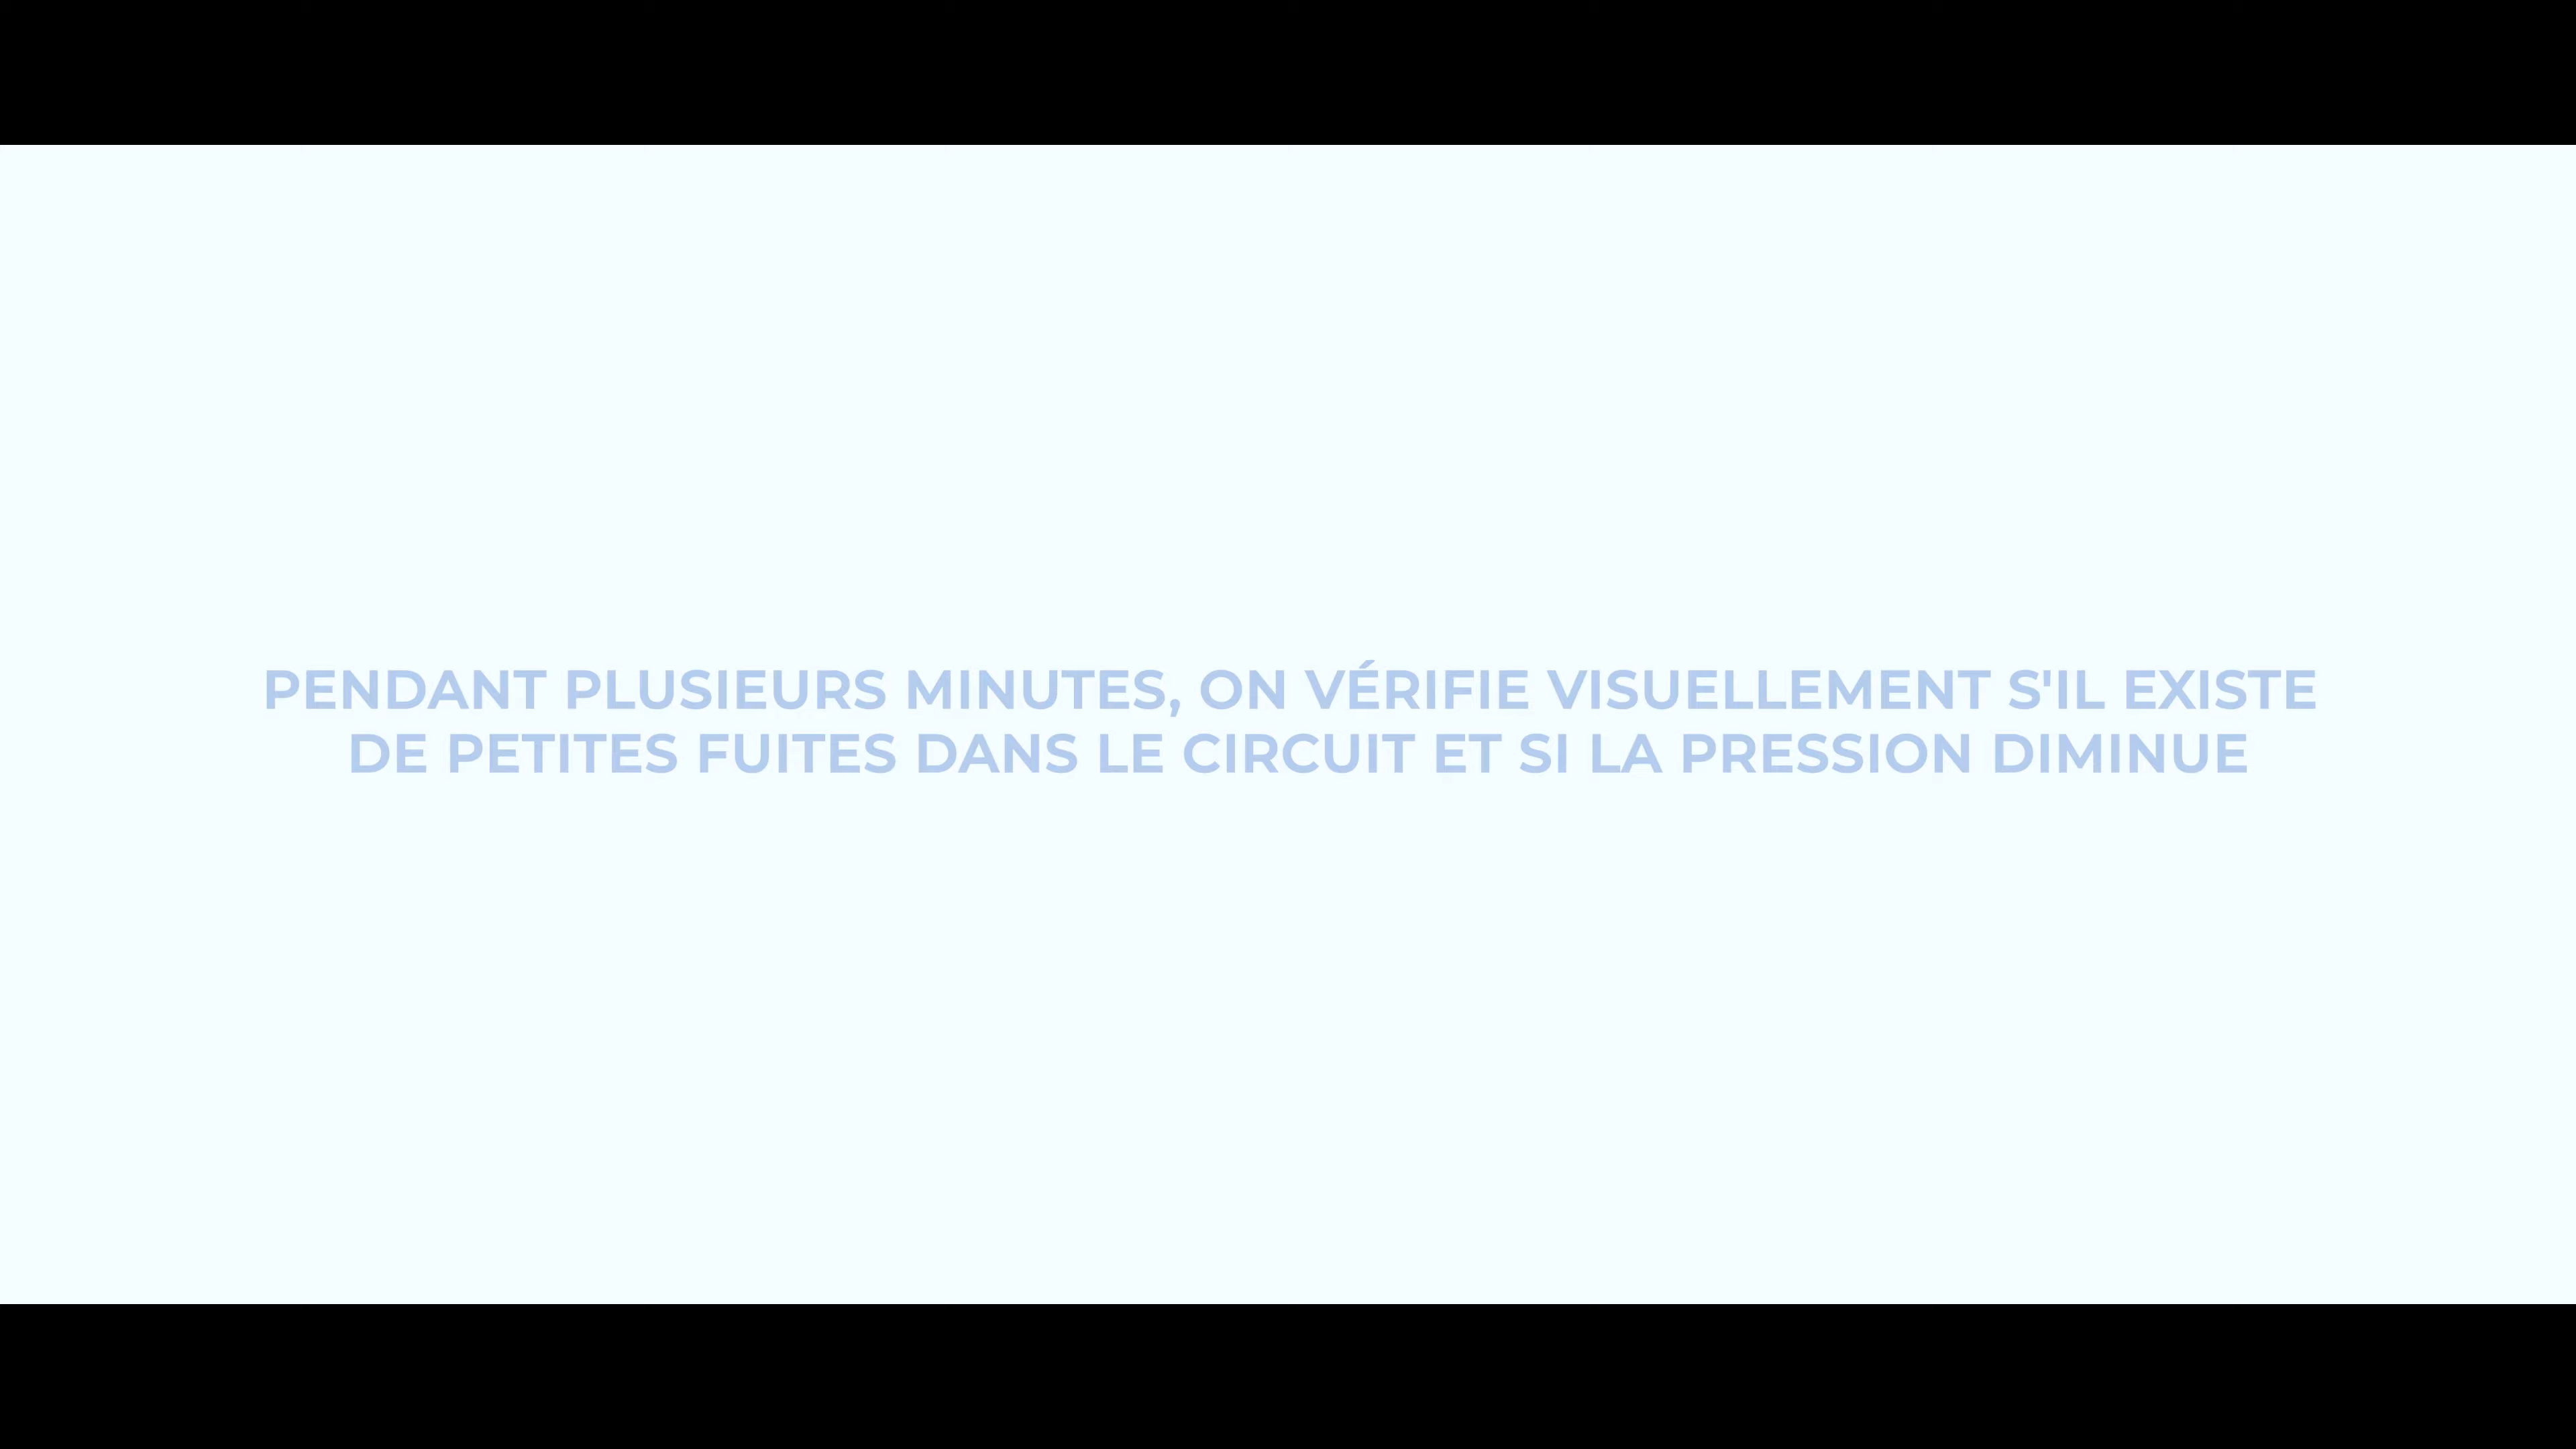 PENDANT PLUSIEURS MINUTES, ON VÉRIFIE VISUELLEMENT S'IL EXISTE
DE PETITES FUITES DANS LE CIRCUIT ET SI LA PRESSION DIMINUE